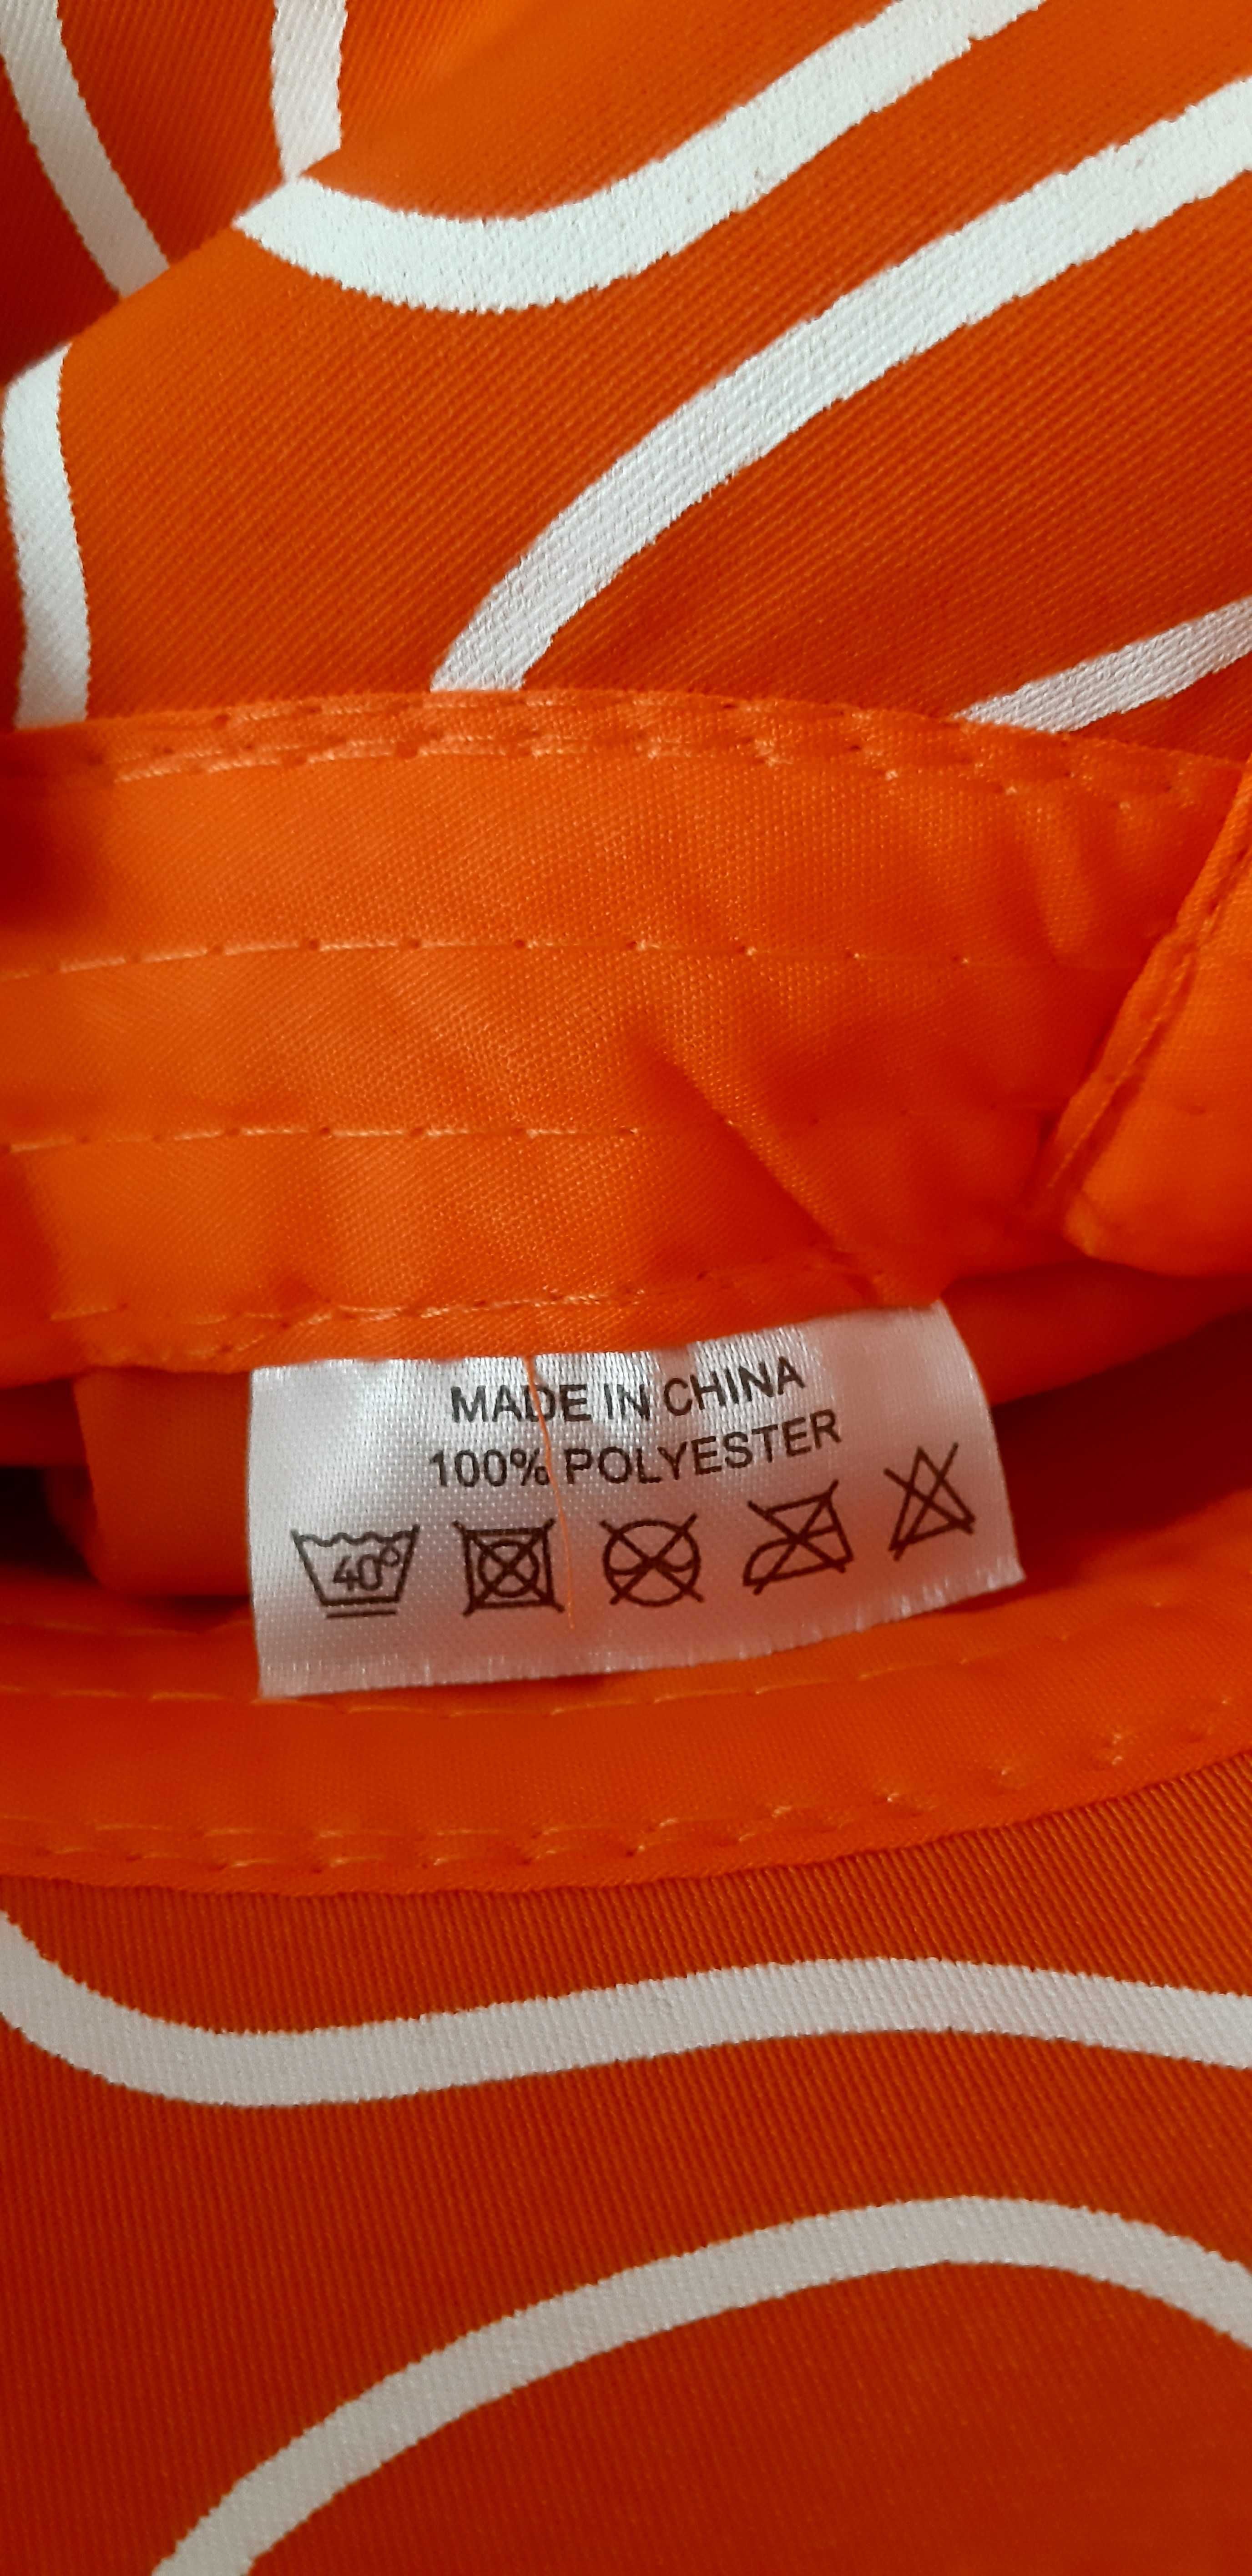 MADE IN CHINA
100% POLYESTER
40°